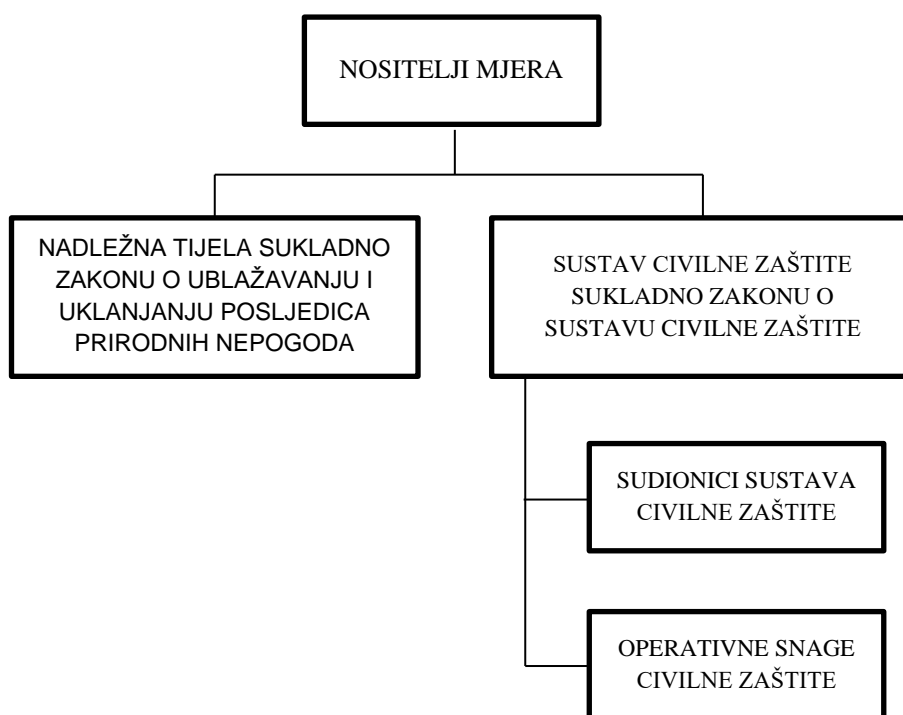 NOSITELJI MJERA
NADLEŽNA TIJELA SUKLADNO
ZAKONU O UBLAŽAVANJU I
UKLANJANJU POSLJEDICA
PRIRODNIH NEPOGODA
SUSTAV CIVILNE ZAŠTITE
SUKLADNO ZAKONU O
SUSTAVU CIVILNE ZAŠTITE
SUDIONICI SUSTAVA
CIVILNE ZAŠTITE
OPERATIVNE SNAGE
CIVILNE ZAŠTITE